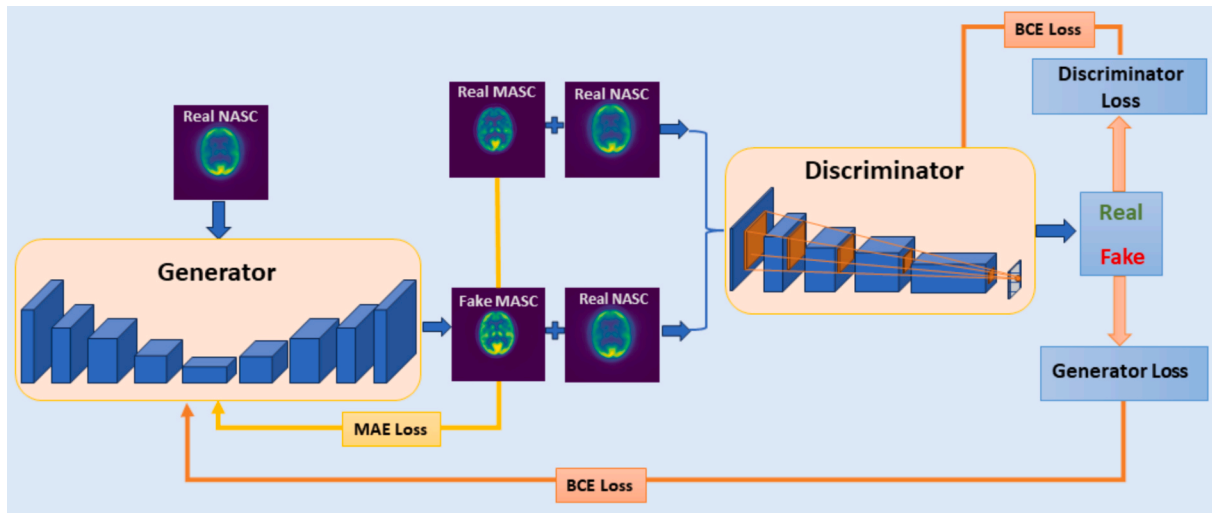 BCE Loss
Discriminator
Loss
Real NASC
Real MASC
Real NASC
Discriminator
Real
Fake
Generator
Fake MASC
Real NASC
Generator Loss
MAE Loss
BCE Loss